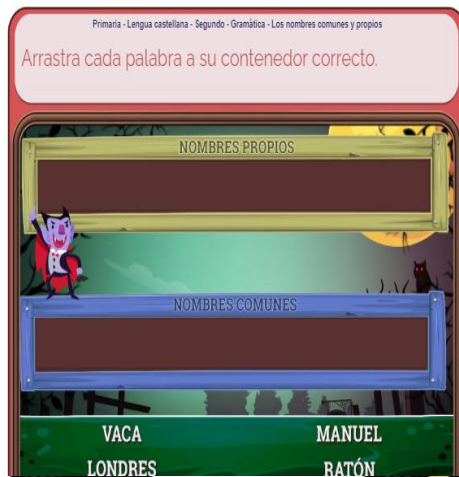 Primaria - Lengua castellana - Segundo - Gramática - Los nombres comunes y propios
Arrastra cada palabra a su contenedor correcto.
NOMBRES PROPIOS
NOMBRES COMUNES
VACA MANUEL
LONDRES RATÓN